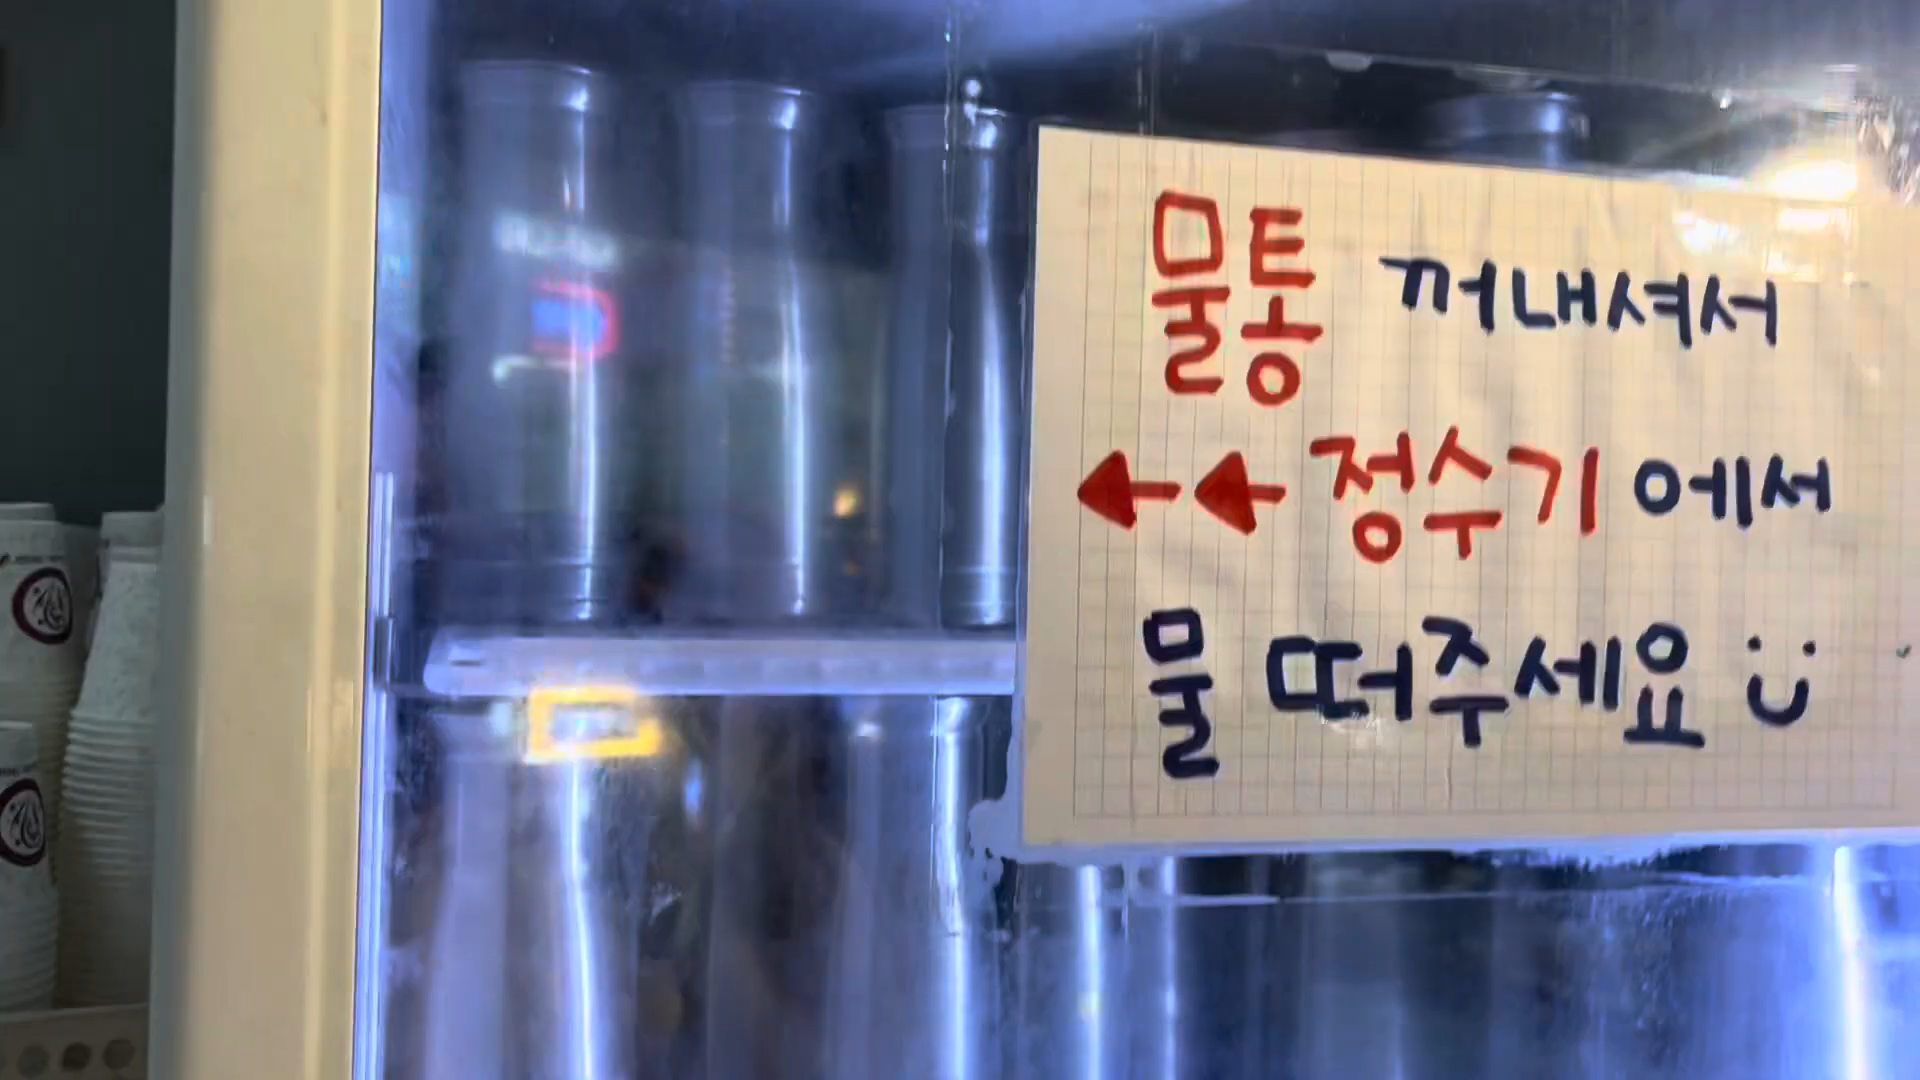 물통 꺼내셔서
←← 정수기에서
물 떠주세요 :)